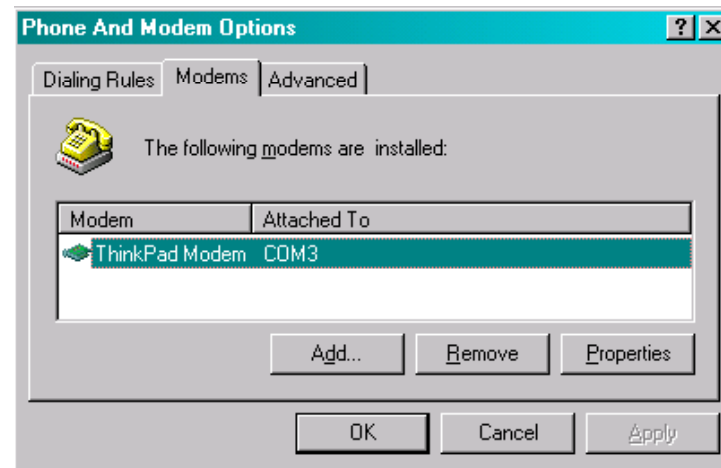 Phone And Modem Options
Dialing Rules Modems Advanced
The following modems are installed:
Modem Attached To
ThinkPad Modem COM3
Add... Remove Properties
OK Cancel Apply